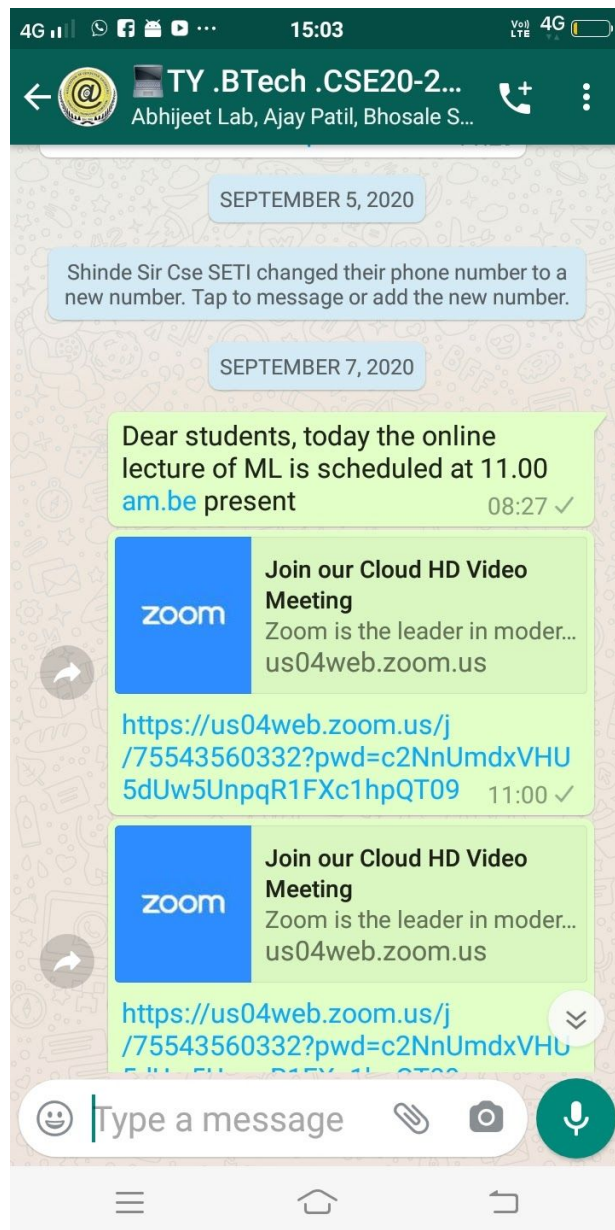 4G 15:03 Vo)) LTE 4G
TY .BTech .CSE20-2...
Abhijeet Lab, Ajay Patil, Bhosale S...
SEPTEMBER 5, 2020
Shinde Sir Cse SETI changed their phone number to a
new number. Tap to message or add the new number.
SEPTEMBER 7, 2020
Dear students, today the online
lecture of ML is scheduled at 11.00
am.be present 08:27
zoom
Join our Cloud HD Video
Meeting
Zoom is the leader in moder...
us04web.zoom.us
https://us04web.zoom.us/j
/75543560332?pwd=c2NnUmdxVHU
5dUw5UnpqR1FXc1hpQT09 11:00
zoom
Join our Cloud HD Video
Meeting
Zoom is the leader in moder...
us04web.zoom.us
https://us04web.zoom.us/j
/75543560332?pwd=c2NnUmdxVHU
Type a message